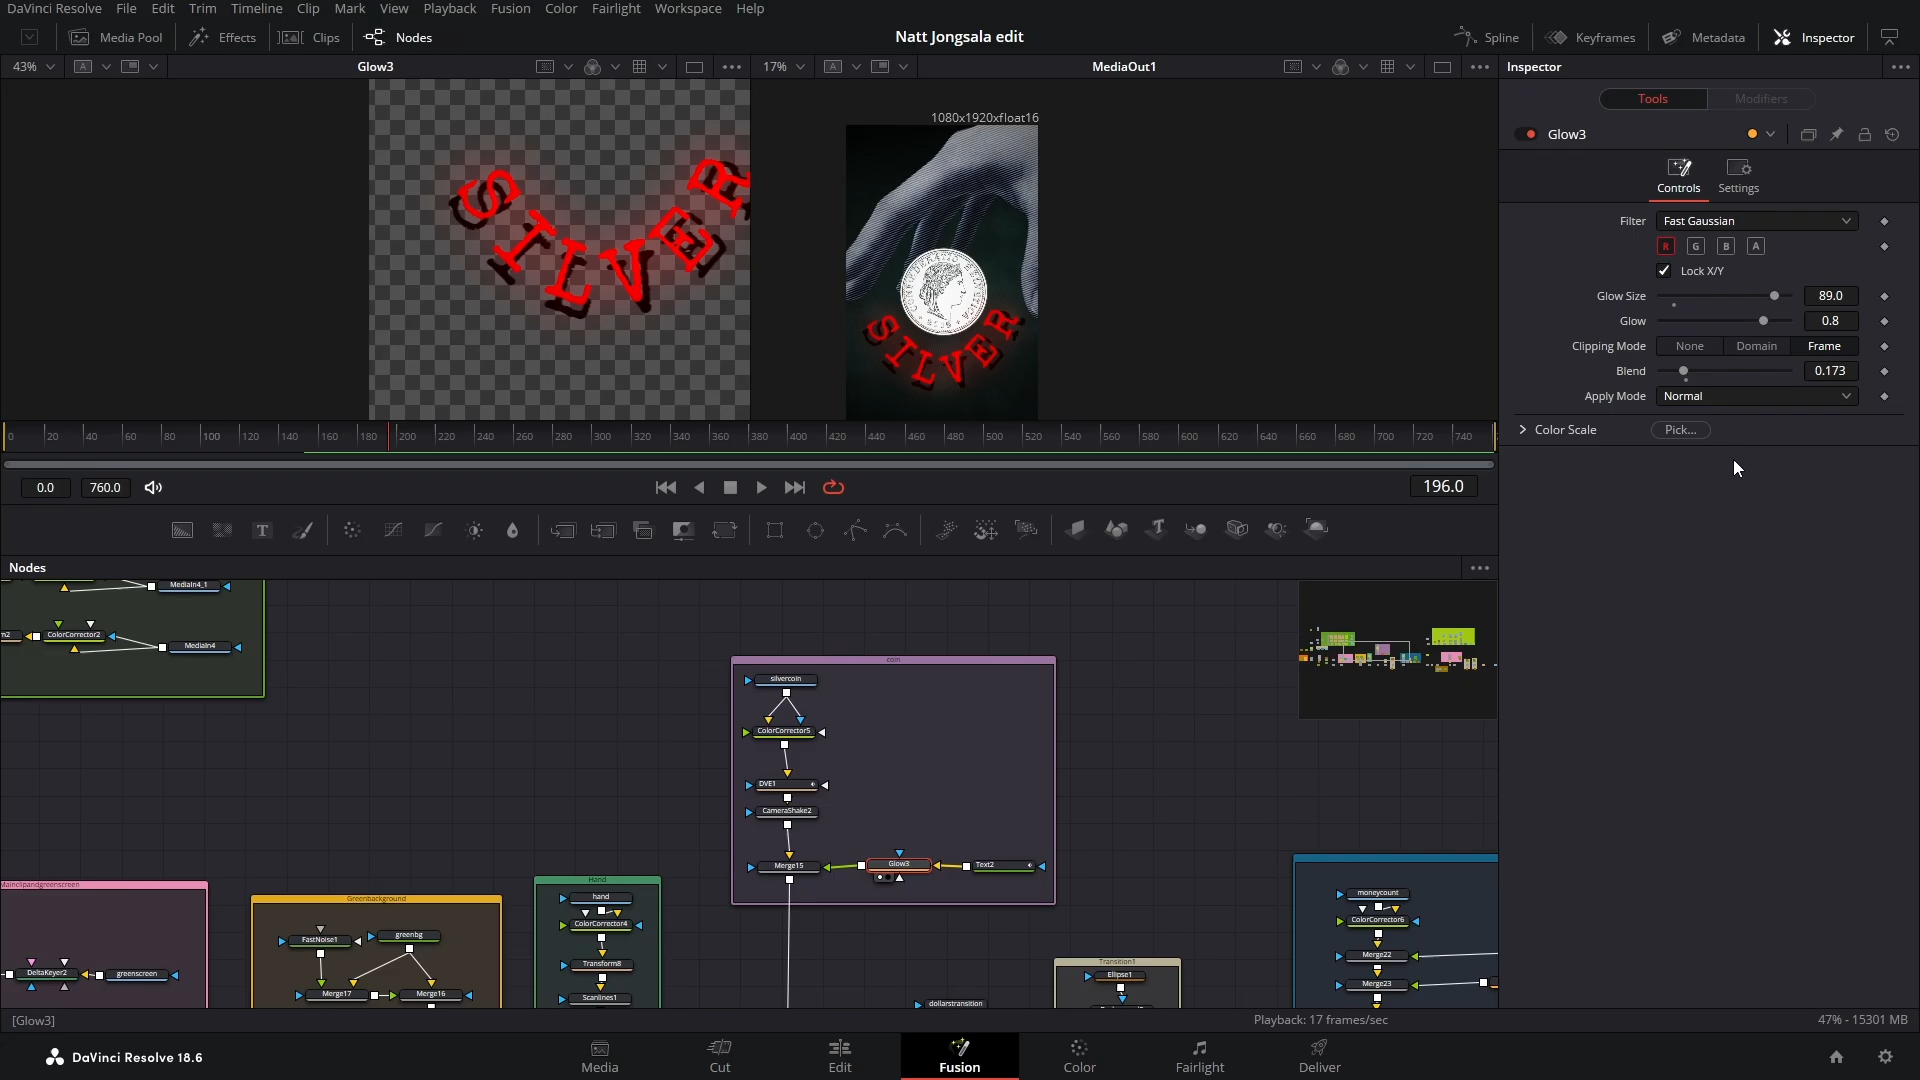 DaVinci Resolve File Edit Trim Timeline Clip Mark View Playback Fusion Color Fairlight Workspace Help
Media Pool Effects Clips Nodes Natt Jongsala edit Spline Keyframes Metadata Inspector
43% A Glow3 17% A MediaOut1 Inspector
Tools Modifiers
1080x1920xfloat16
Glow3
Controls Settings
Filter Fast Gaussian
R G B A
Lock X/Y
Glow Size 89.0
Glow 0.8
Clipping Mode None Domain Frame
Blend 0.173
Apply Mode Normal
Color Scale Pick...
SILVER
SILVER
0 20 40 60 80 100 120 140 160 180 200 220 240 260 280 300 320 340 360 380 400 420 440 460 480 500 520 540 560 580 600 620 640 660 680 700 720 740
0.0 760.0 196.0
Nodes
MediaIn4_1
ColorCorrector2
MediaIn4
coin
silvercoin
ColorCorrector5
DVE1
CameraShake2
Merge15 Glow3 Text2
Mainclipandgreenscreen
DeltaKeyer2 greenscreen
Greenbackground
FastNoise1 greenbg
Merge17 Merge16
Hand
hand
ColorCorrector4
Transform8
Scanlines1
dollarstransition
Transition1
Ellipse1
moneycount
ColorCorrector6
Merge22
Merge23
[Glow3] Playback: 17 frames/sec 47% - 15301 MB
DaVinci Resolve 18.6 Media Cut Edit Fusion Color Fairlight Deliver